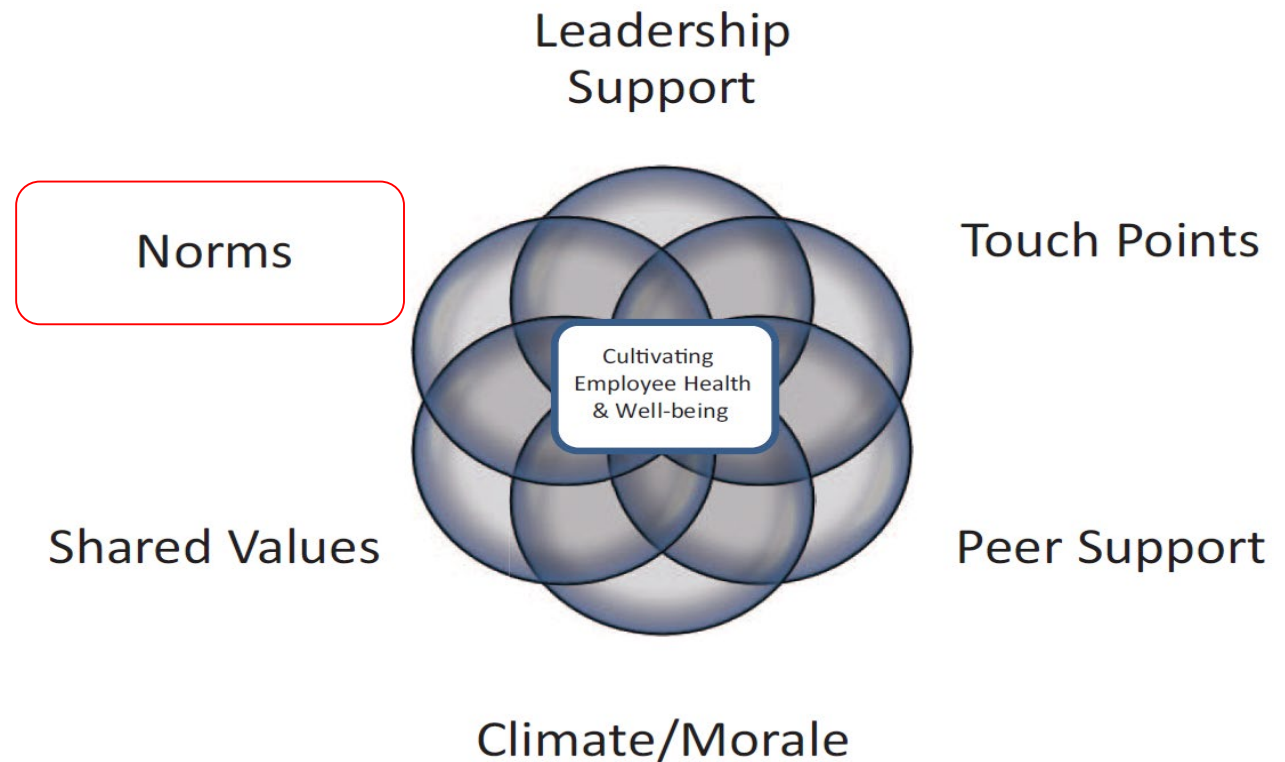 Leadership
Support
Norms
Touch Points
Cultivating
Employee Health
& Well-being
Shared Values
Peer Support
Climate/Morale